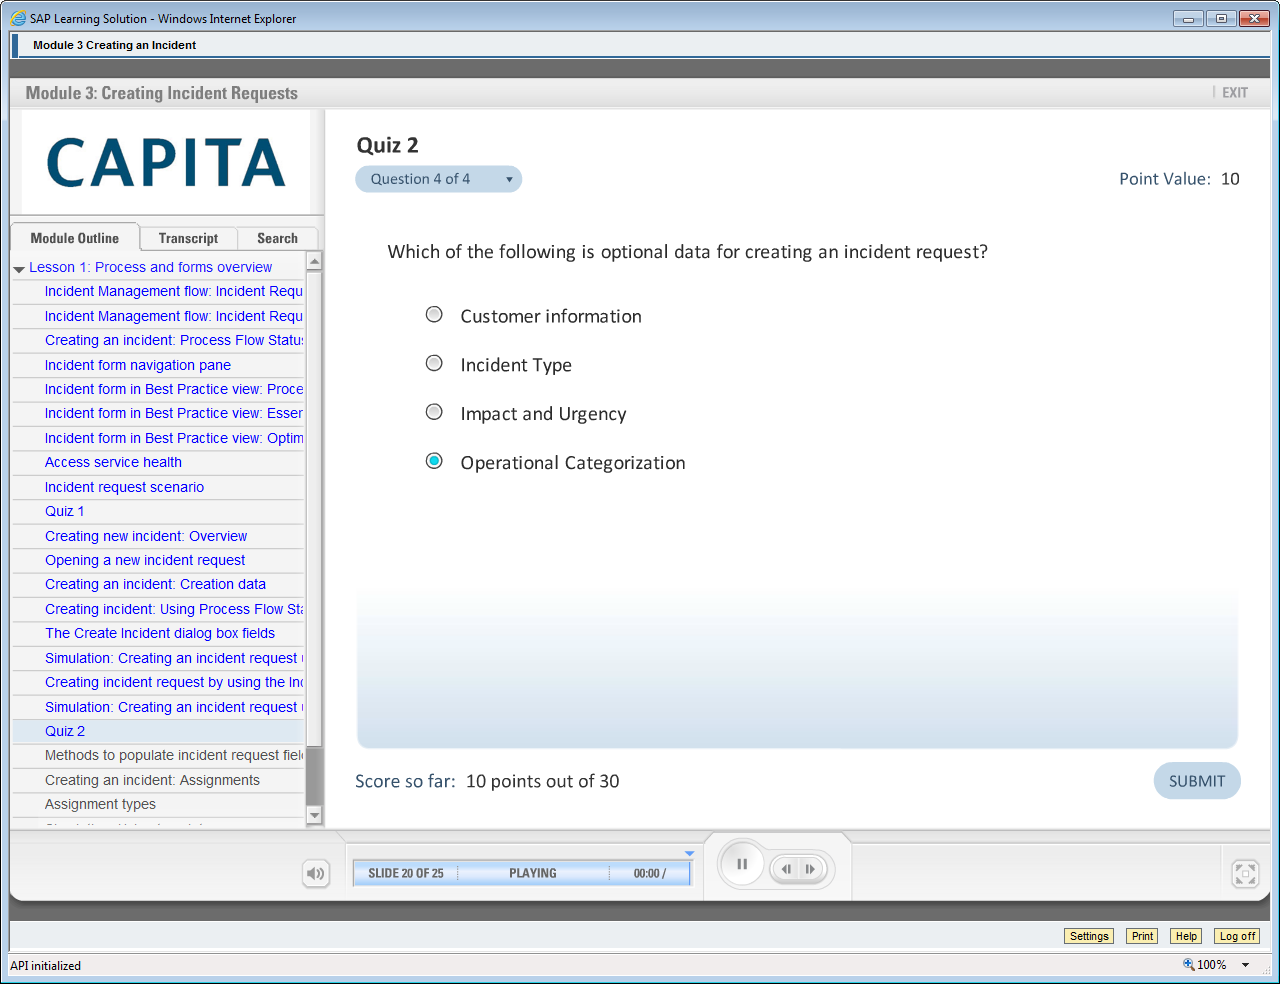 SAP Learning Solution - Windows Internet Explorer
Module 3 Creating an Incident
Module 3: Creating Incident Requests
EXIT
CAPITA
Module Outline
Transcript
Search
Lesson 1: Process and forms overview
Incident Management flow: Incident Requ
Incident Management flow: Incident Requ
Creating an incident: Process Flow Statu
Incident form navigation pane
Incident form in Best Practice view: Proce
Incident form in Best Practice view: Essen
Incident form in Best Practice view: Optim
Access service health
Incident request scenario
Quiz 1
Creating new incident: Overview
Opening a new incident request
Creating an incident: Creation data
Creating incident: Using Process Flow Sta
The Create Incident dialog box fields
Simulation: Creating an incident request u
Creating incident request by using the Inc
Simulation: Creating an incident request u
Quiz 2
Methods to populate incident request fiel
Creating an incident: Assignments
Assignment types
Quiz 2
Question 4 of 4
Point Value: 10
Which of the following is optional data for creating an incident request?
Customer information
Incident Type
Impact and Urgency
Operational Categorization
Score so far: 10 points out of 30
SUBMIT
SLIDE 20 OF 25
PLAYING
00:00 /
Settings
Print
Help
Log off
API initialized
100%